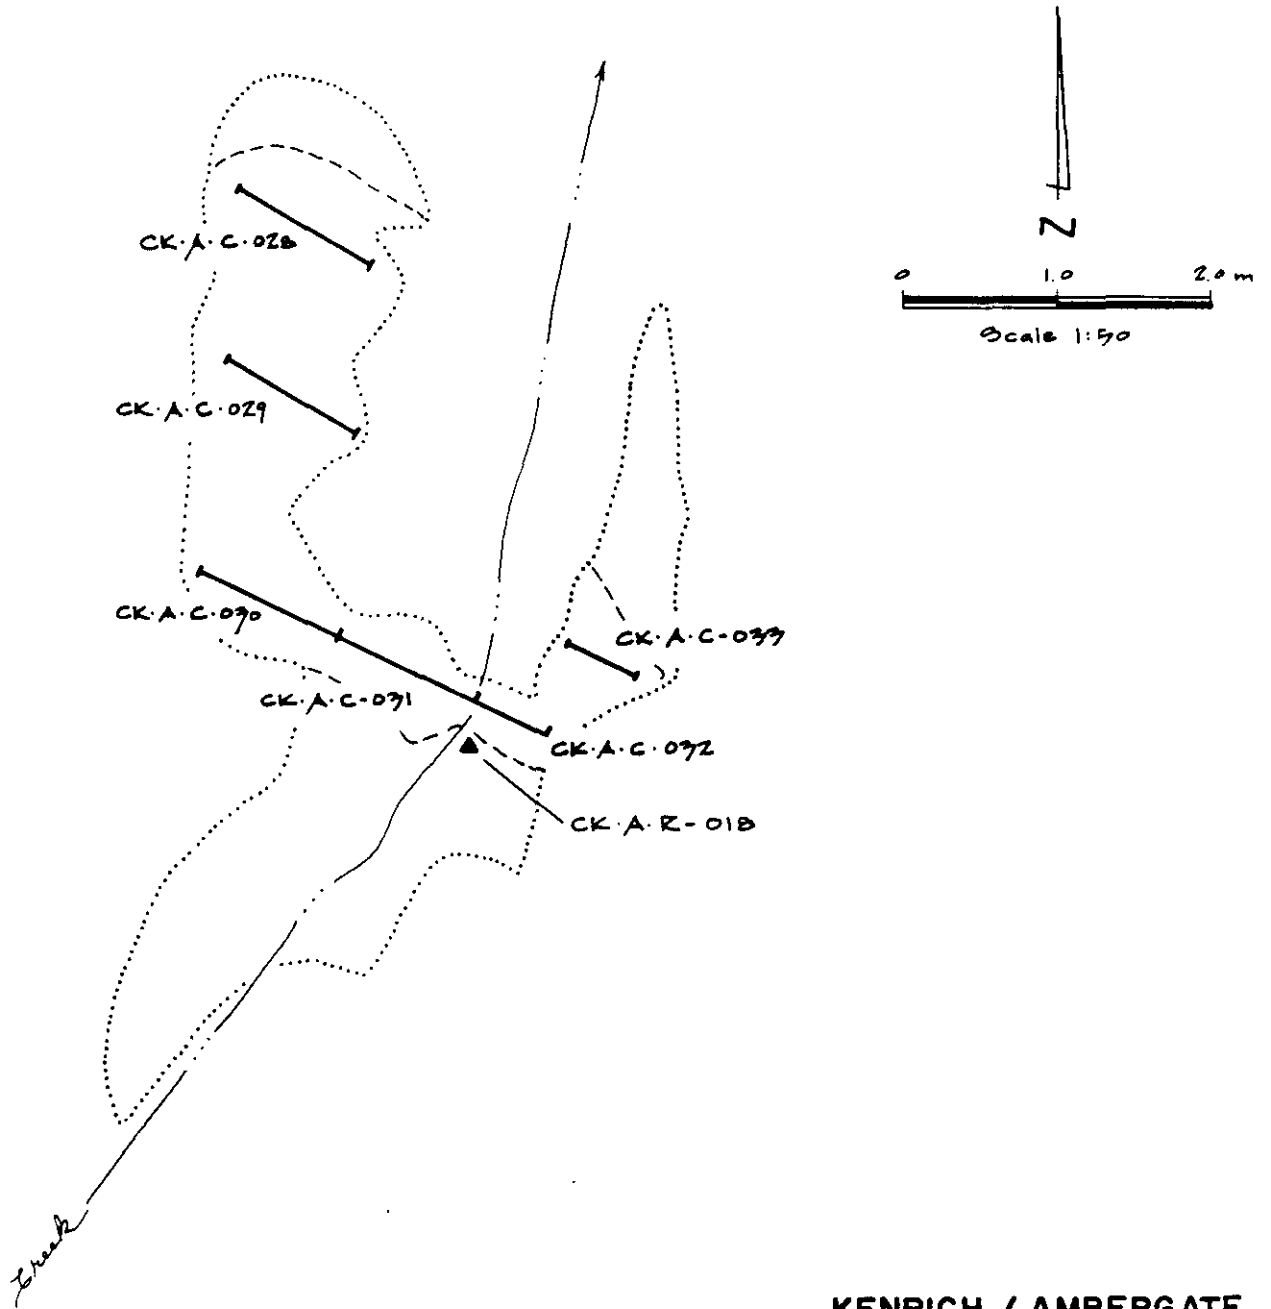 N
0 1.0 2.0 m
Scale 1:50
CK·A·C·028
CK·A·C·029
CK·A·C·030
CK·A·C-031
CK·A·C-033
CK·A·C·032
CK·A·R-018
Creek
KENRICH / AMBERGATE